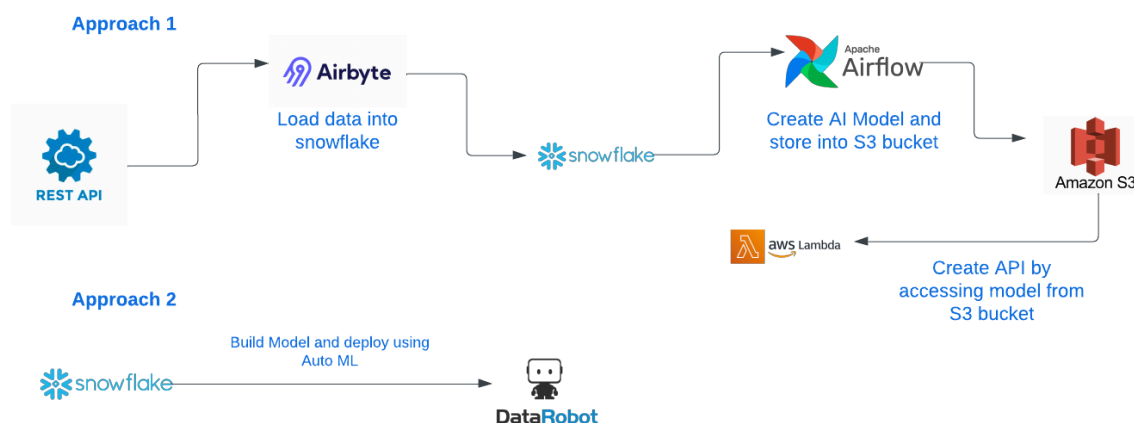 Approach 1
Airbyte
Load data into
snowflake
REST API
snowflake
Apache
Airflow
Create AI Model and
store into S3 bucket
Amazon S3
aws Lambda
Create API by
accessing model from
S3 bucket
Approach 2
snowflake
Build Model and deploy using
Auto ML
DataRobot